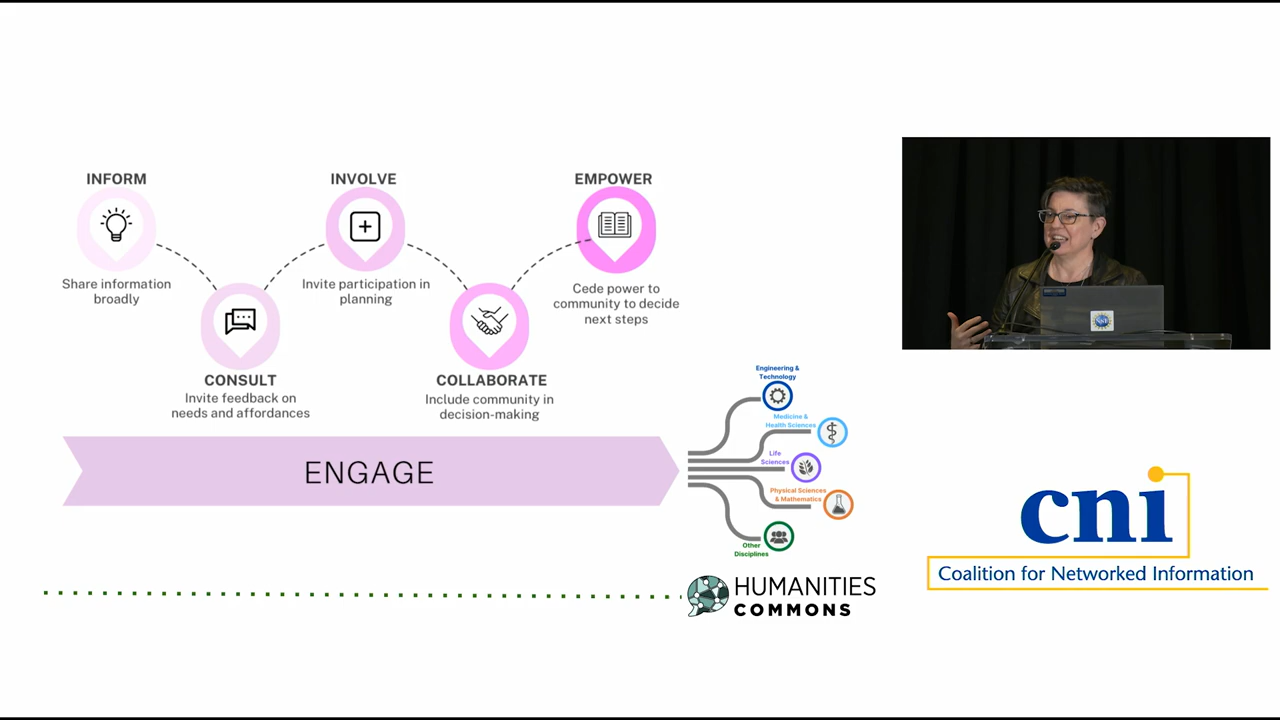 INFORM
Share information
broadly
CONSULT
Invite feedback on
needs and affordances
INVOLVE
Invite participation in
planning
COLLABORATE
Include community in
decision-making
EMPOWER
Cede power to
community to decide
next steps
ENGAGE
Engineering &
Technology
Medicine &
Health Sciences
Life
Sciences
Physical Sciences
& Mathematics
Other
Disciplines
HUMANITIES
COMMONS
NSF
cni
Coalition for Networked Information